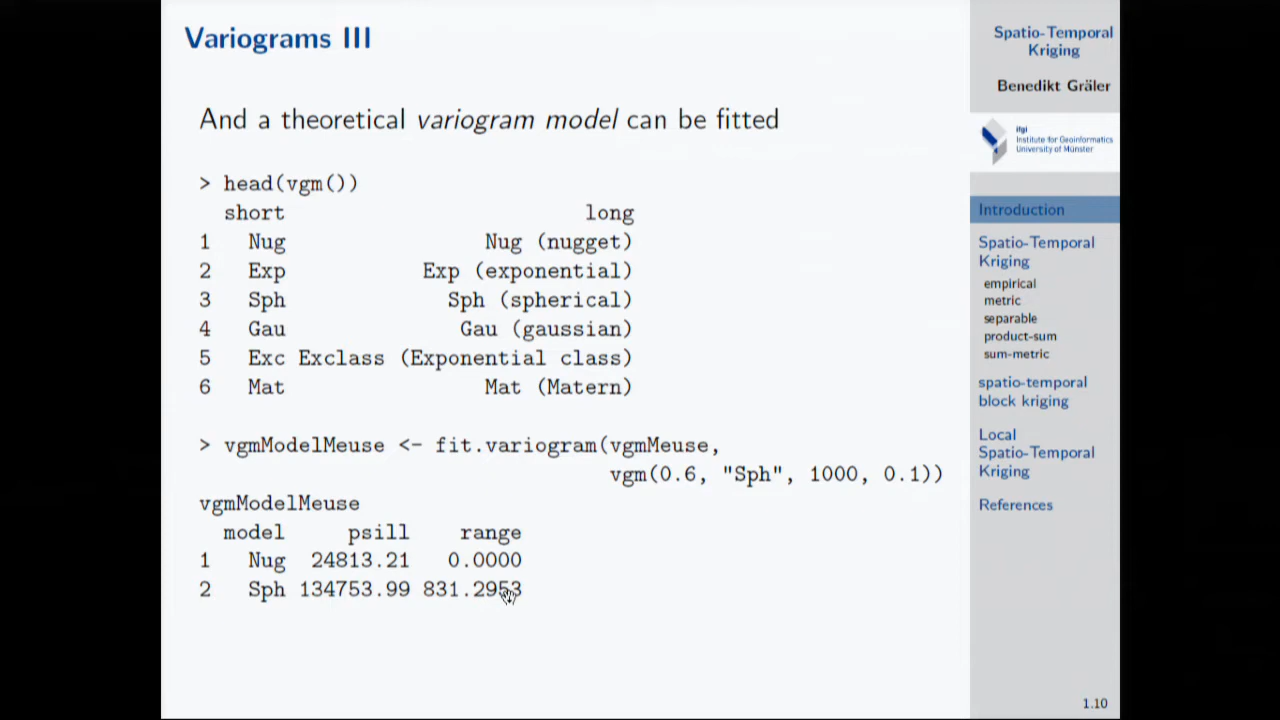 Variograms III
And a theoretical variogram model can be fitted
> head(vgm())
short long
1 Nug Nug (nugget)
2 Exp Exp (exponential)
3 Sph Sph (spherical)
4 Gau Gau (gaussian)
5 Exc Exclass (Exponential class)
6 Mat Mat (Matern)
> vgmModelMeuse <- fit.variogram(vgmMeuse,
vgm(0.6, "Sph", 1000, 0.1))
vgmModelMeuse
model psill range
1 Nug 24813.21 0.0000
2 Sph 134753.99 831.2953
Spatio-Temporal
Kriging
Benedikt Gräler
ifgi
Institute for Geoinformatics
University of Münster
Introduction
Spatio-Temporal
Kriging
empirical
metric
separable
product-sum
sum-metric
spatio-temporal
block kriging
Local
Spatio-Temporal
Kriging
References
1.10